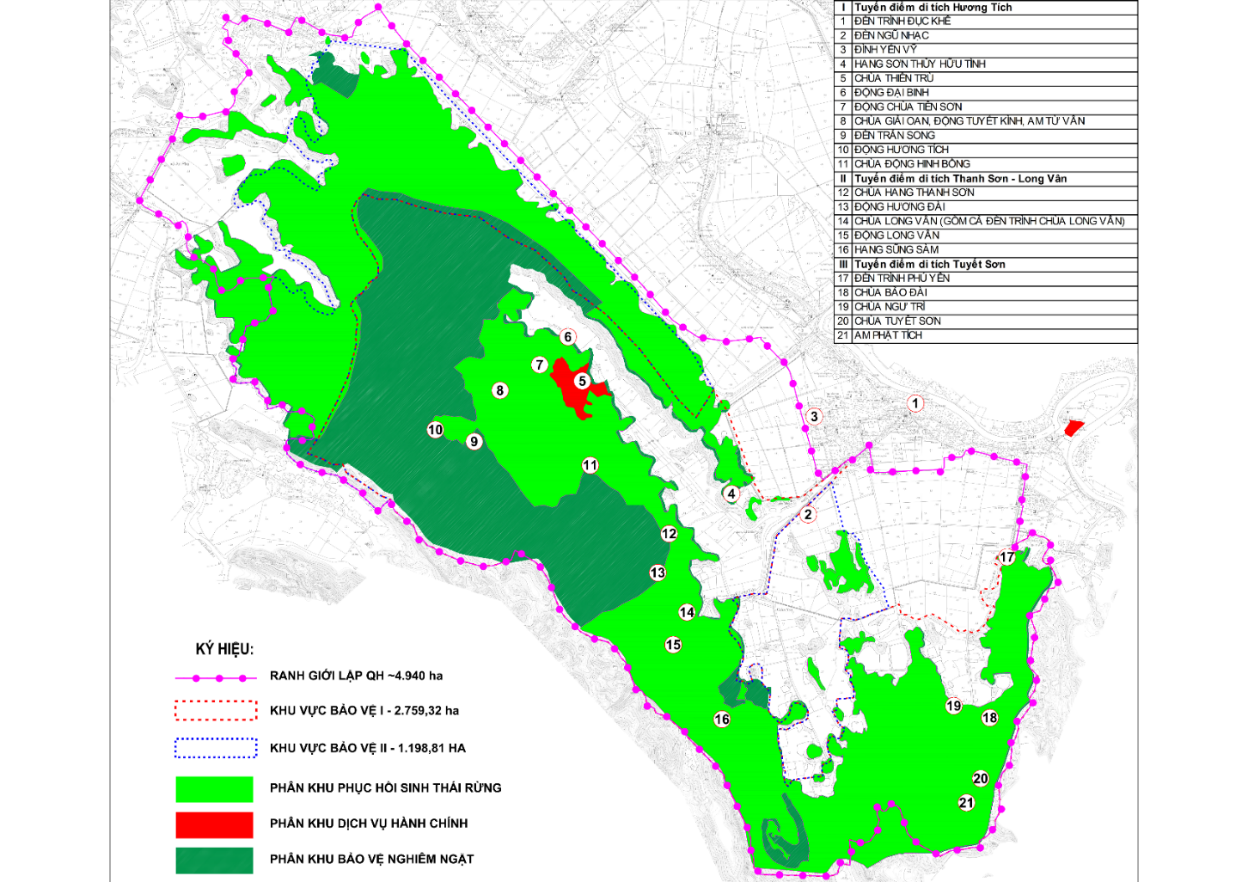 I Tuyến điểm di tích Hương Tích
1 ĐỀN TRÌNH ĐỤC KHÊ
2 ĐỀN NGŨ NHẠC
3 ĐÌNH YẾN VỸ
4 HANG SƠN THỦY HỮU TÌNH
5 CHÙA THIÊN TRÙ
6 ĐỘNG ĐẠI BINH
7 ĐỘNG CHÙA TIÊN SƠN
8 CHÙA GIẢI OAN, ĐỘNG TUYẾT KINH, AM TỪ VÂN
9 ĐỀN TRẦN SONG
10 ĐỘNG HƯƠNG TÍCH
11 CHÙA ĐỘNG HINH BỒNG
II Tuyến điểm di tích Thanh Sơn - Long Vân
12 CHÙA HANG THANH SƠN
13 ĐỘNG HƯƠNG ĐÀI
14 CHÙA LONG VÂN (GỒM CẢ ĐỀN TRÌNH CHÙA LONG VÂN)
15 ĐỘNG LONG VÂN
16 HANG SŨNG SÀM
III Tuyến điểm di tích Tuyết Sơn
17 ĐỀN TRÌNH PHÚ YÊN
18 CHÙA BẢO ĐÀI
19 CHÙA NGƯ TRÌ
20 CHÙA TUYẾT SƠN
21 AM PHẬT TÍCH
6
7
5
8
1
3
10
9
11
4
2
12
17
13
14
15
19
18
16
20
21
KÝ HIỆU:
RANH GIỚI LẬP QH ~4.940 ha
KHU VỰC BẢO VỆ I - 2.759,32 ha
KHU VỰC BẢO VỆ II - 1.198,81 HA
PHÂN KHU PHỤC HỒI SINH THÁI RỪNG
PHÂN KHU DỊCH VỤ HÀNH CHÍNH
PHÂN KHU BẢO VỆ NGHIÊM NGẶT